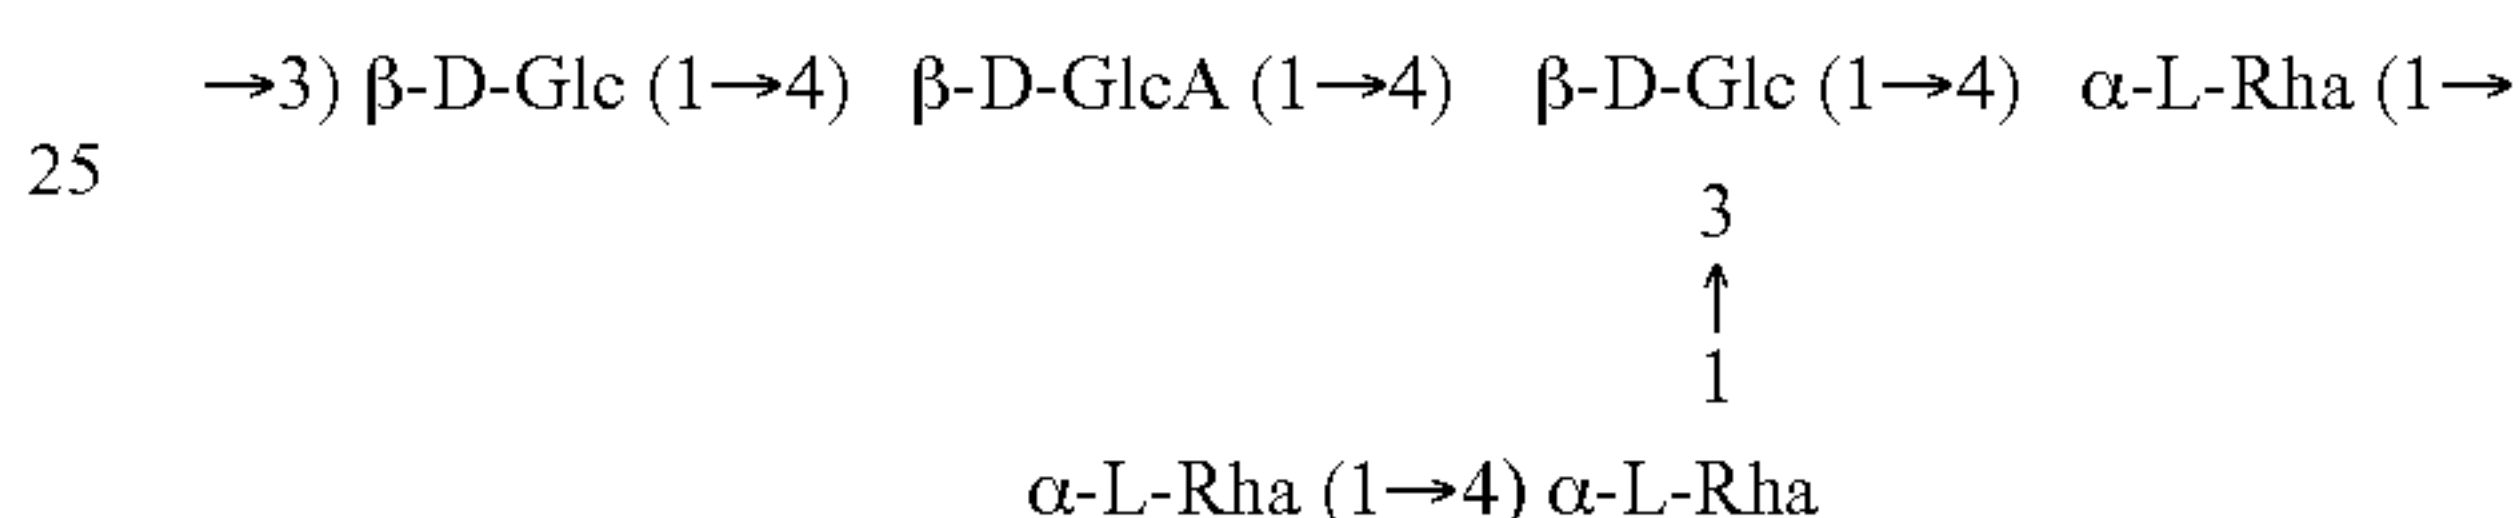 →3) β-D-Glc (1→4) β-D-GlcA (1→4) β-D-Glc (1→4) α-L-Rha (1→
25
3
↑
1
α-L-Rha (1→4) α-L-Rha